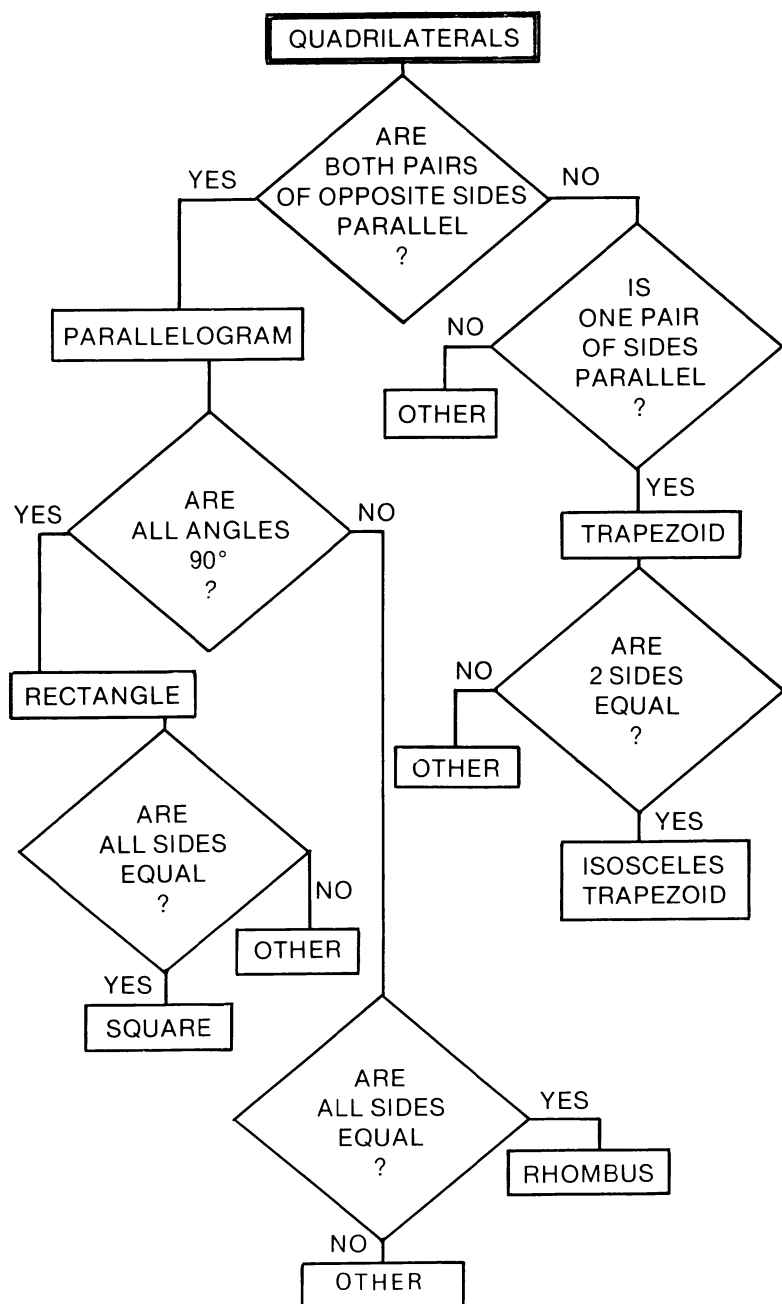 QUADRILATERALS
ARE
BOTH PAIRS
OF OPPOSITE SIDES
PARALLEL
?
YES
NO
PARALLELOGRAM
IS
ONE PAIR
OF SIDES
PARALLEL
?
NO
OTHER
YES
TRAPEZOID
ARE
ALL ANGLES
90°
?
YES
NO
RECTANGLE
ARE
2 SIDES
EQUAL
?
NO
OTHER
YES
ISOSCELES
TRAPEZOID
ARE
ALL SIDES
EQUAL
?
NO
OTHER
YES
SQUARE
ARE
ALL SIDES
EQUAL
?
YES
RHOMBUS
NO
OTHER